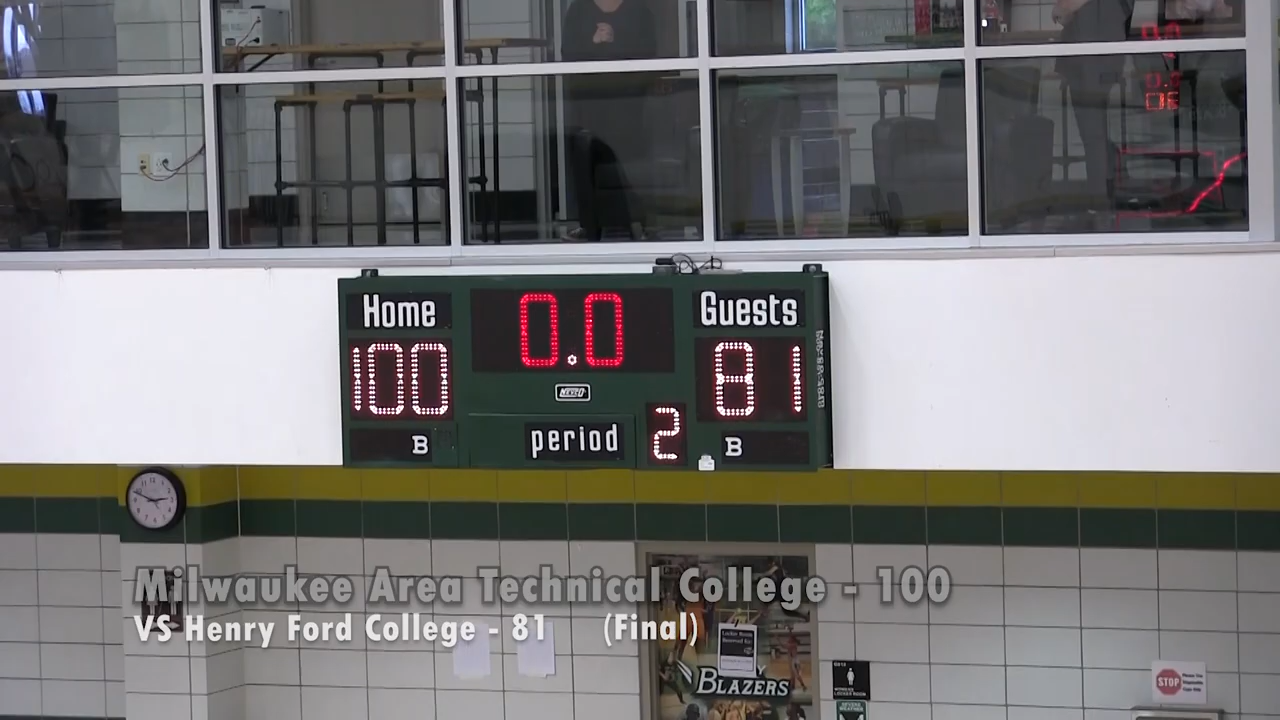 Home
0.0
Guests
100
81
NEVCO
B
period
2
B
Milwaukee Area Technical College - 100
VS Henry Ford College - 81 (Final)
BLAZERS
STOP